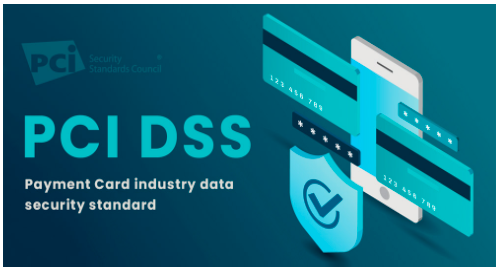 PCi Security
Standards Council
PCI DSS
Payment Card industry data
security standard
123 456 789
*****
*****
123 456 789